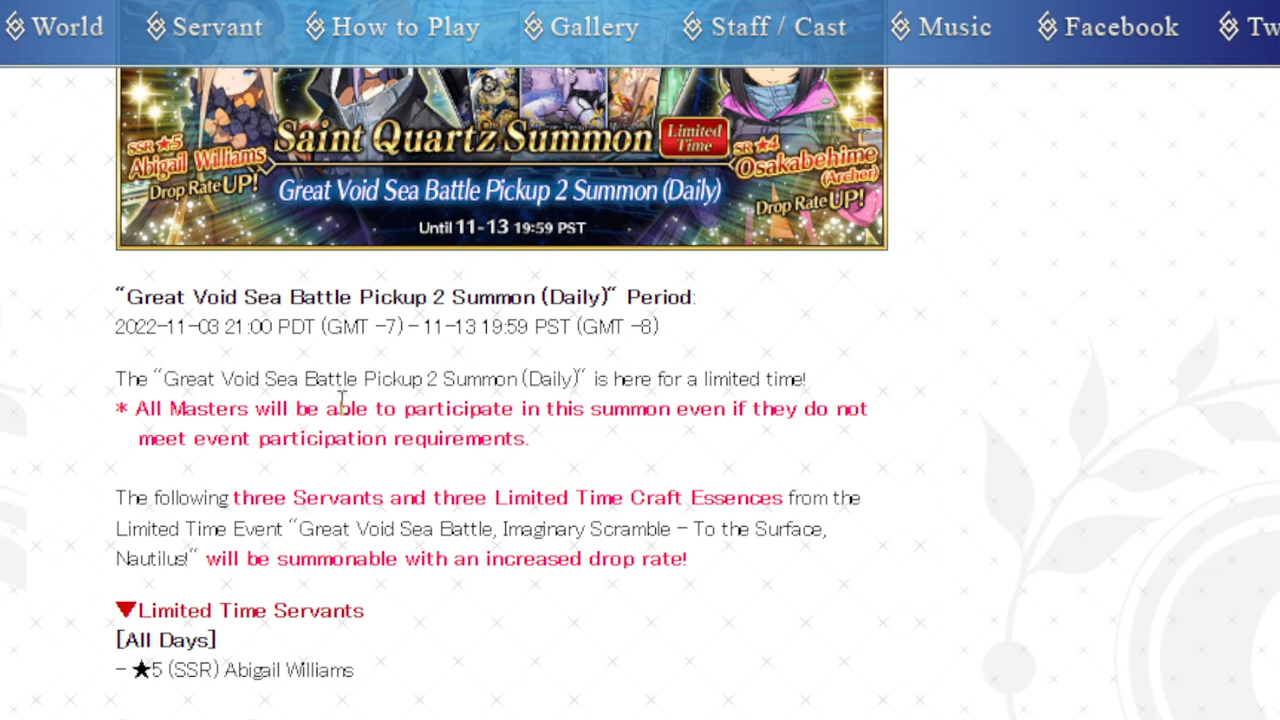 World Servant How to Play Gallery Staff / Cast Music Facebook Tw
Saint Quartz Summon Limited Time
SSR ★5 Abigail Williams Drop Rate UP!
SR ★4 Osakabehime (Archer) Drop Rate UP!
Great Void Sea Battle Pickup 2 Summon (Daily)
Until 11-13 19:59 PST
"Great Void Sea Battle Pickup 2 Summon (Daily)" Period:
2022-11-03 21:00 PDT (GMT -7) - 11-13 19:59 PST (GMT -8)
The "Great Void Sea Battle Pickup 2 Summon (Daily)" is here for a limited time!
* All Masters will be able to participate in this summon even if they do not
meet event participation requirements.
The following three Servants and three Limited Time Craft Essences from the
Limited Time Event "Great Void Sea Battle, Imaginary Scramble - To the Surface,
Nautilus!" will be summonable with an increased drop rate!
▼Limited Time Servants
[All Days]
- ★5 (SSR) Abigail Williams